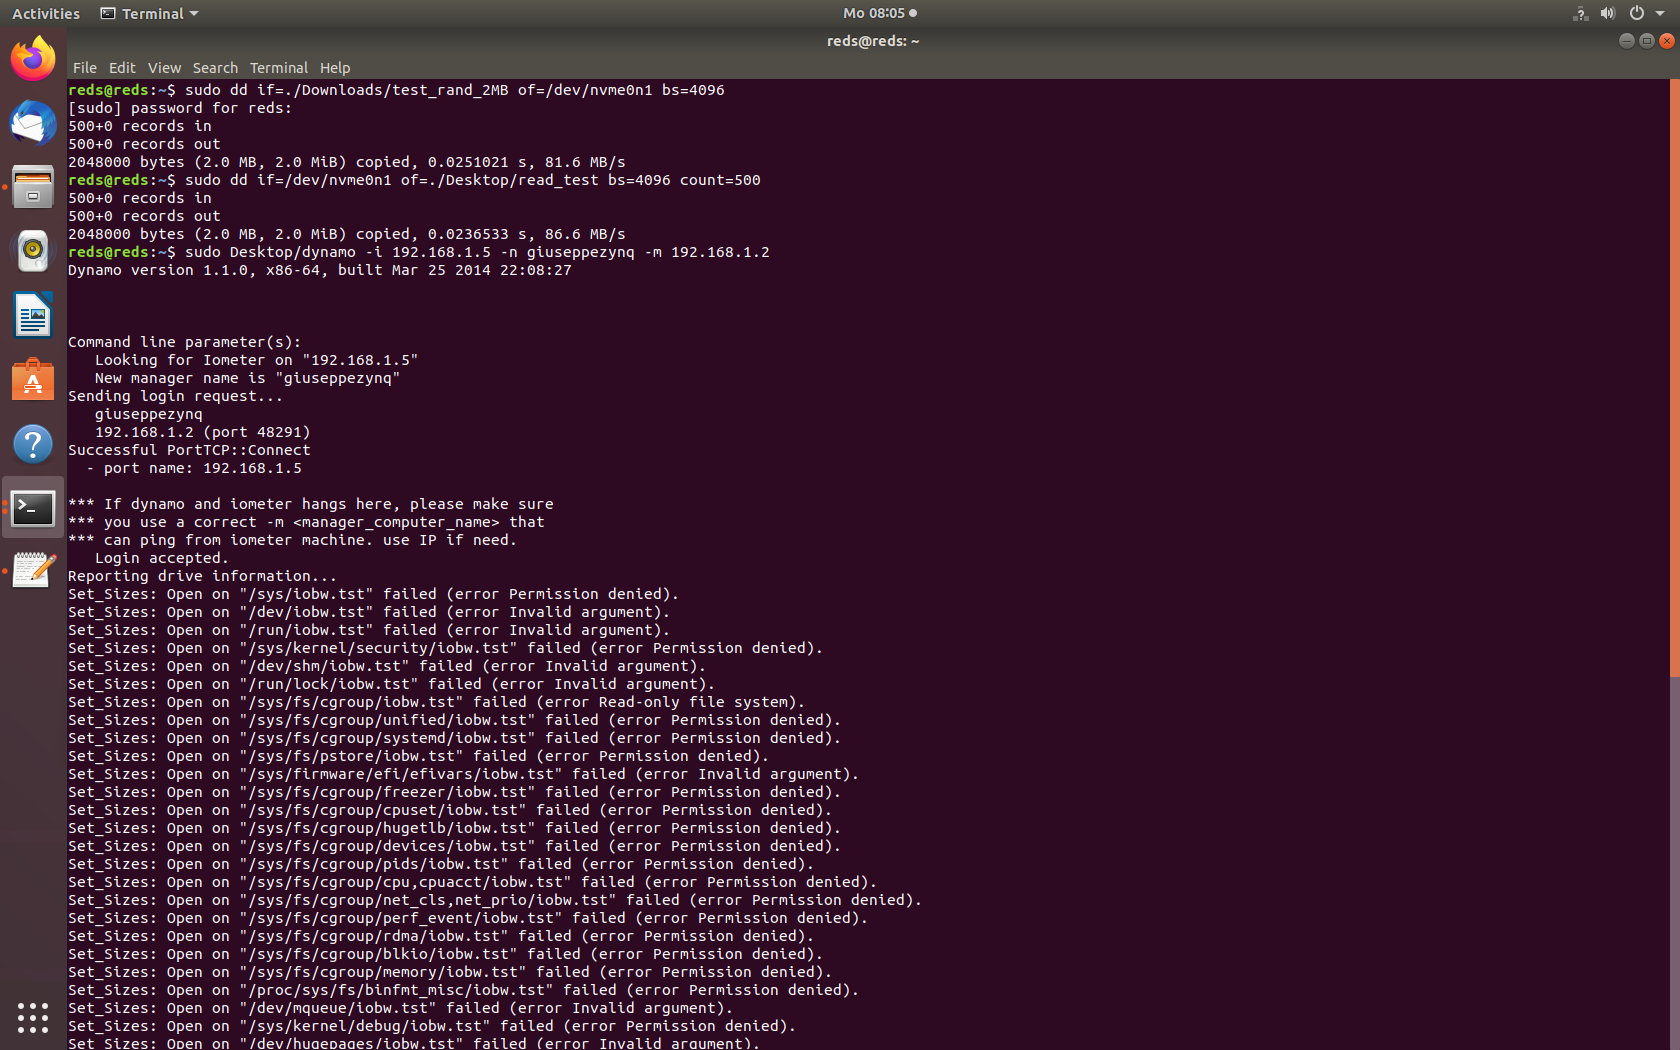 Activities Terminal Mo 08:05
reds@reds: ~
File Edit View Search Terminal Help
reds@reds:~$ sudo dd if=./Downloads/test_rand_2MB of=/dev/nvme0n1 bs=4096
[sudo] password for reds:
500+0 records in
500+0 records out
2048000 bytes (2.0 MB, 2.0 MiB) copied, 0.0251021 s, 81.6 MB/s
reds@reds:~$ sudo dd if=/dev/nvme0n1 of=./Desktop/read_test bs=4096 count=500
500+0 records in
500+0 records out
2048000 bytes (2.0 MB, 2.0 MiB) copied, 0.0236533 s, 86.6 MB/s
reds@reds:~$ sudo Desktop/dynamo -i 192.168.1.5 -n giuseppezynq -m 192.168.1.2
Dynamo version 1.1.0, x86-64, built Mar 25 2014 22:08:27
Command line parameter(s):
Looking for Iometer on "192.168.1.5"
New manager name is "giuseppezynq"
Sending login request...
giuseppezynq
192.168.1.2 (port 48291)
Successful PortTCP::Connect
- port name: 192.168.1.5
*** If dynamo and iometer hangs here, please make sure
*** you use a correct -m <manager_computer_name> that
*** can ping from iometer machine. use IP if need.
Login accepted.
Reporting drive information...
Set_Sizes: Open on "/sys/iobw.tst" failed (error Permission denied).
Set_Sizes: Open on "/dev/iobw.tst" failed (error Invalid argument).
Set_Sizes: Open on "/run/iobw.tst" failed (error Invalid argument).
Set_Sizes: Open on "/sys/kernel/security/iobw.tst" failed (error Permission denied).
Set_Sizes: Open on "/dev/shm/iobw.tst" failed (error Invalid argument).
Set_Sizes: Open on "/run/lock/iobw.tst" failed (error Invalid argument).
Set_Sizes: Open on "/sys/fs/cgroup/iobw.tst" failed (error Read-only file system).
Set_Sizes: Open on "/sys/fs/cgroup/unified/iobw.tst" failed (error Permission denied).
Set_Sizes: Open on "/sys/fs/cgroup/systemd/iobw.tst" failed (error Permission denied).
Set_Sizes: Open on "/sys/fs/pstore/iobw.tst" failed (error Permission denied).
Set_Sizes: Open on "/sys/firmware/efi/efivars/iobw.tst" failed (error Invalid argument).
Set_Sizes: Open on "/sys/fs/cgroup/freezer/iobw.tst" failed (error Permission denied).
Set_Sizes: Open on "/sys/fs/cgroup/cpuset/iobw.tst" failed (error Permission denied).
Set_Sizes: Open on "/sys/fs/cgroup/hugetlb/iobw.tst" failed (error Permission denied).
Set_Sizes: Open on "/sys/fs/cgroup/devices/iobw.tst" failed (error Permission denied).
Set_Sizes: Open on "/sys/fs/cgroup/pids/iobw.tst" failed (error Permission denied).
Set_Sizes: Open on "/sys/fs/cgroup/cpu,cpuacct/iobw.tst" failed (error Permission denied).
Set_Sizes: Open on "/sys/fs/cgroup/net_cls,net_prio/iobw.tst" failed (error Permission denied).
Set_Sizes: Open on "/sys/fs/cgroup/perf_event/iobw.tst" failed (error Permission denied).
Set_Sizes: Open on "/sys/fs/cgroup/rdma/iobw.tst" failed (error Permission denied).
Set_Sizes: Open on "/sys/fs/cgroup/blkio/iobw.tst" failed (error Permission denied).
Set_Sizes: Open on "/sys/fs/cgroup/memory/iobw.tst" failed (error Permission denied).
Set_Sizes: Open on "/proc/sys/fs/binfmt_misc/iobw.tst" failed (error Permission denied).
Set_Sizes: Open on "/dev/mqueue/iobw.tst" failed (error Invalid argument).
Set_Sizes: Open on "/sys/kernel/debug/iobw.tst" failed (error Permission denied).
Set_Sizes: Open on "/dev/hugepages/iobw.tst" failed (error Invalid argument).